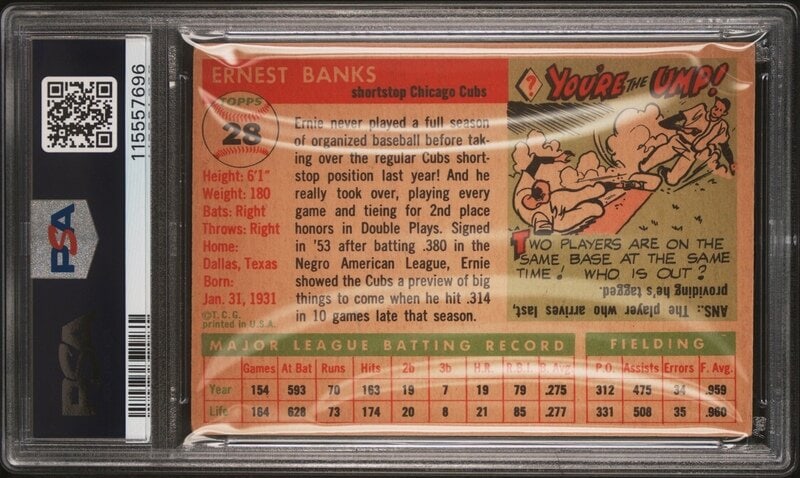 115557696
PSA
PSA
ERNEST BANKS
shortstop Chicago Cubs
TOPPS
28
Height: 6'1"
Weight: 180
Bats: Right
Throws: Right
Home:
Dallas, Texas
Born:
Jan. 31, 1931
©T.C.G.
printed in U.S.A.
Ernie never played a full season
of organized baseball before tak-
ing over the regular Cubs short-
stop position last year! And he
really took over, playing every
game and tieing for 2nd place
honors in Double Plays. Signed
in '53 after batting .380 in the
Negro American League, Ernie
showed the Cubs a preview of big
things to come when he hit .314
in 10 games late that season.
? YOU'RE THE UMP!
TWO PLAYERS ARE ON THE
SAME BASE AT THE SAME
TIME! WHO IS OUT?
ANS.: The player who arrives last,
providing he's tagged.
MAJOR LEAGUE BATTING RECORD FIELDING
Games At Bat Runs Hits 2b 3b H.R. R.B.I. B. Avg. P.O. Assists Errors F. Avg.
Year 154 593 70 163 19 7 19 79 .275 312 475 34 .959
Life 164 628 73 174 20 8 21 85 .277 331 508 35 .960